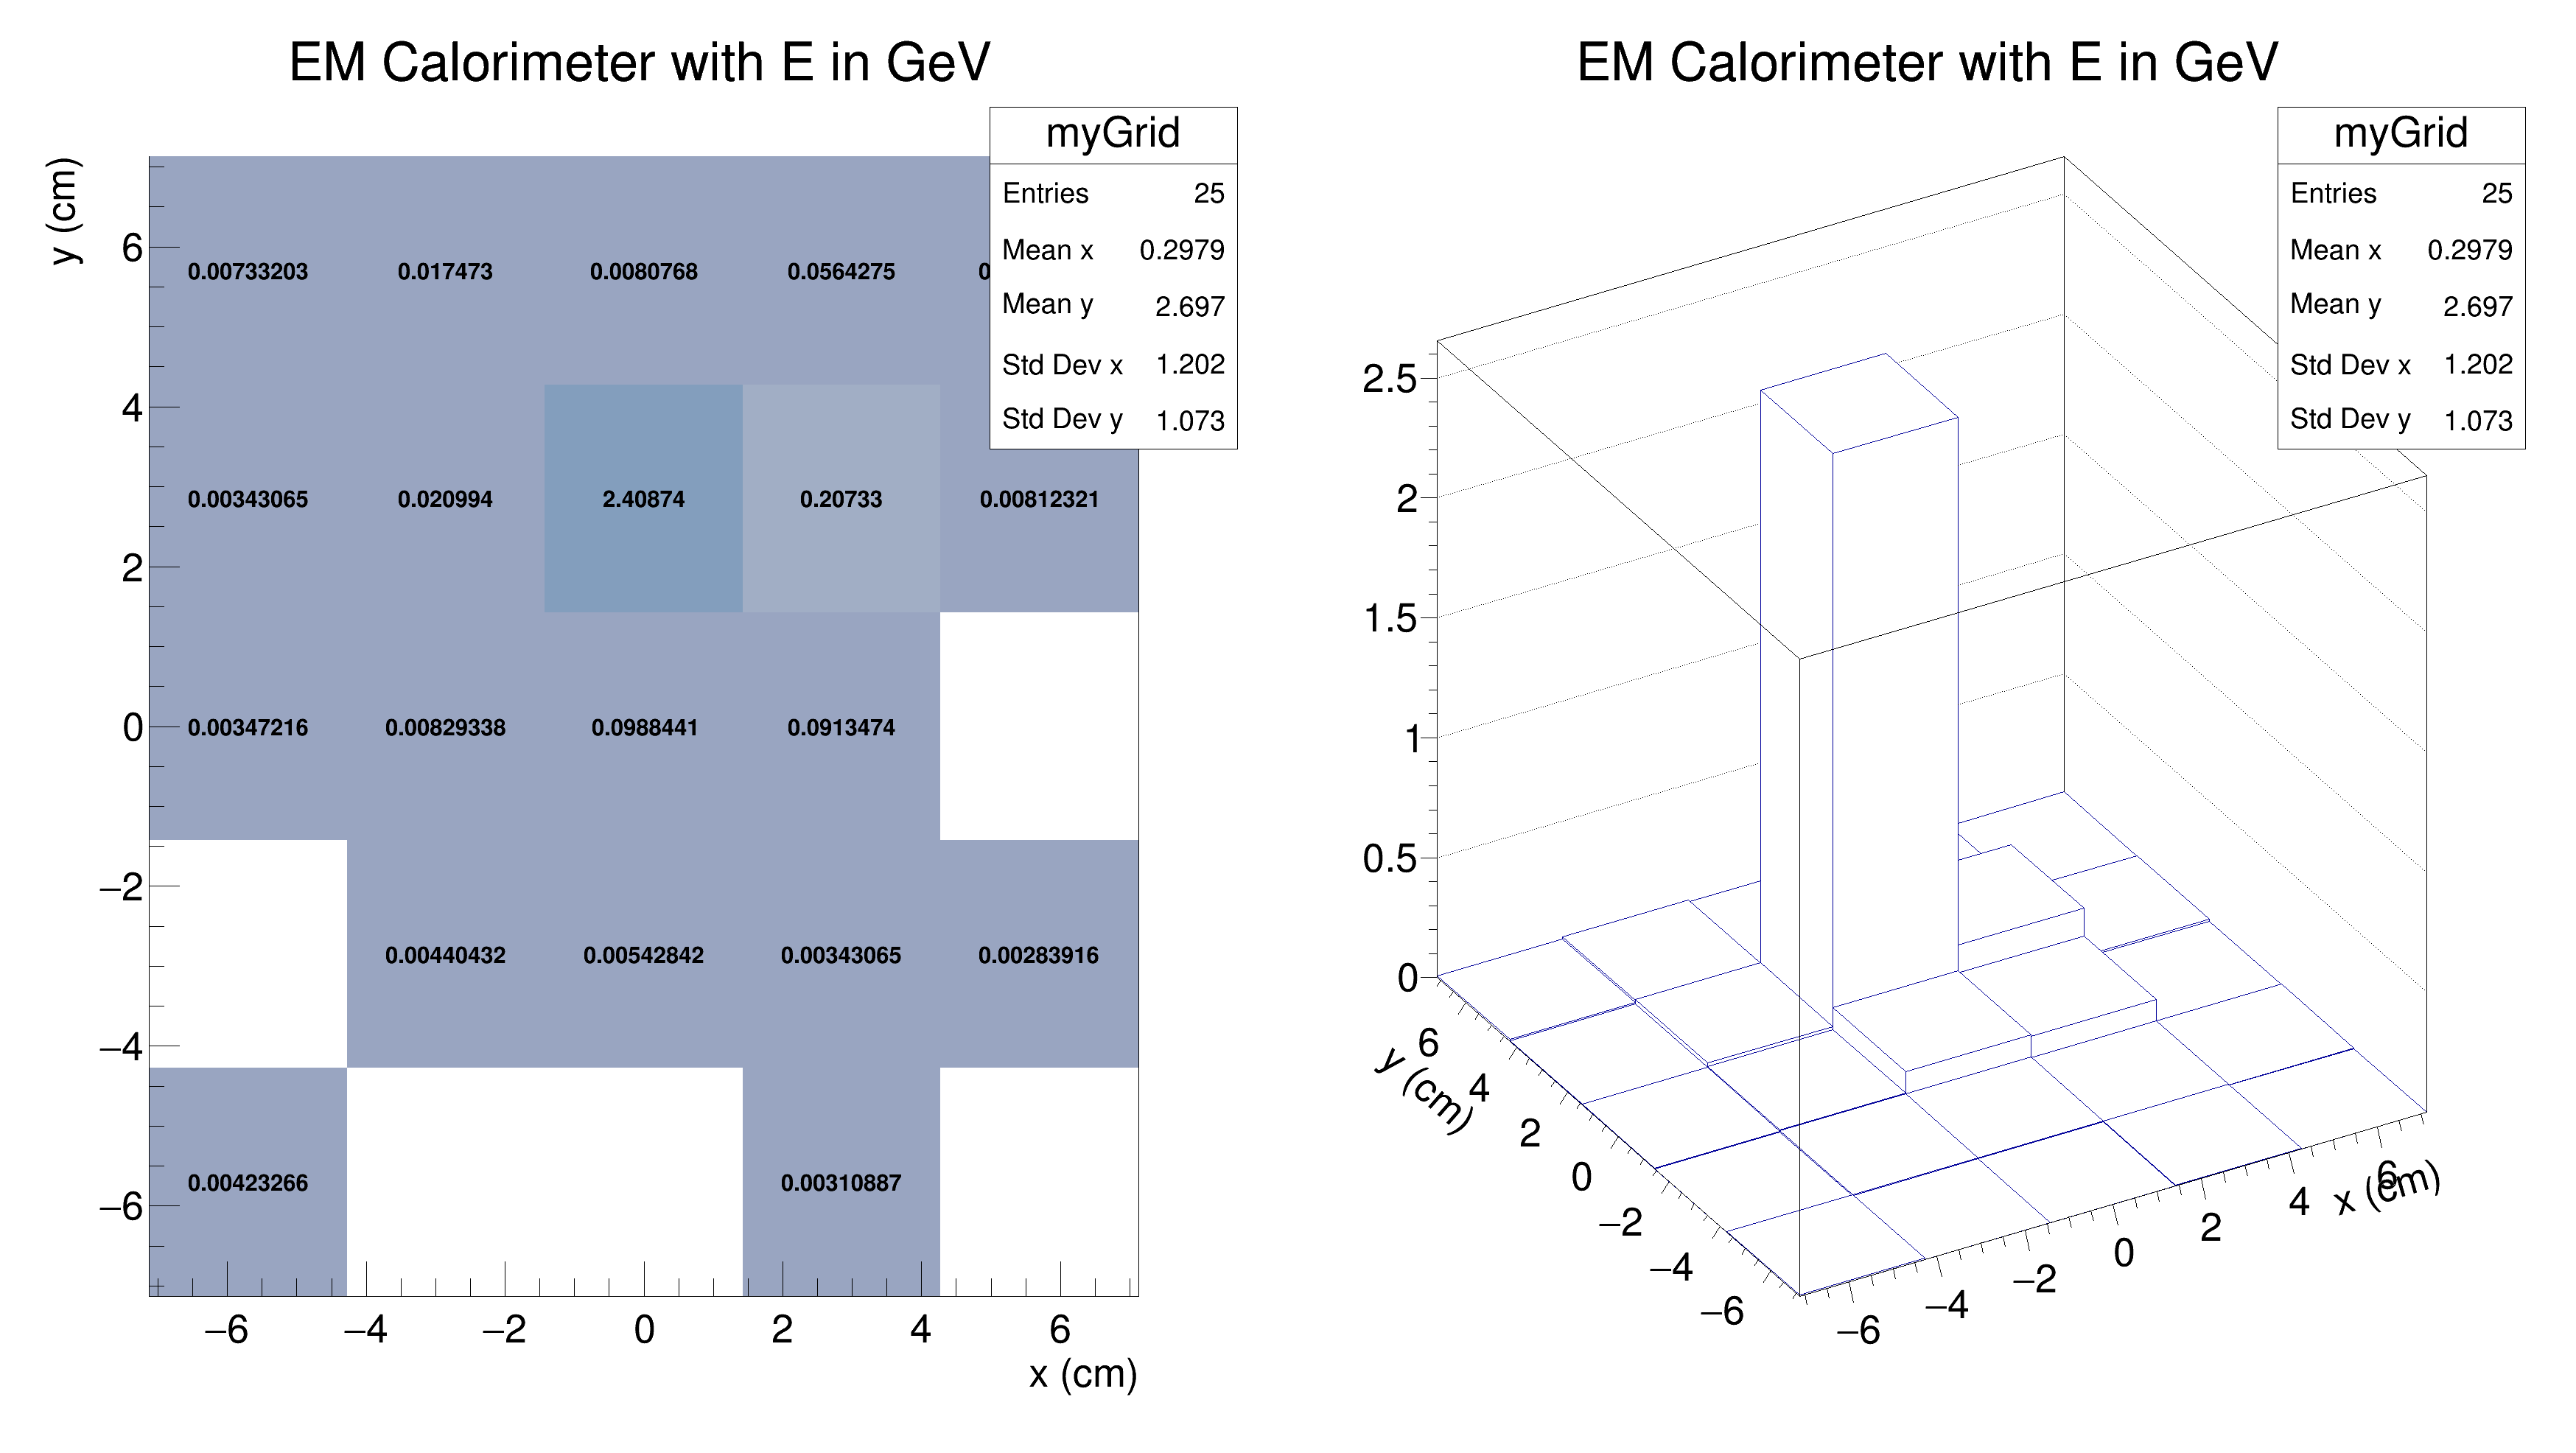 EM Calorimeter with E in GeV
myGrid
Entries 25
Mean x 0.2979
Mean y 2.697
Std Dev x 1.202
Std Dev y 1.073
y (cm)
6
4
2
0
−2
−4
−6
0.00733203 0.017473 0.0080768 0.0564275
0.00343065 0.020994 2.40874 0.20733 0.00812321
0.00347216 0.00829338 0.0988441 0.0913474
0.00440432 0.00542842 0.00343065 0.00283916
0.00423266 0.00310887
−6 −4 −2 0 2 4 6
x (cm)
EM Calorimeter with E in GeV
myGrid
Entries 25
Mean x 0.2979
Mean y 2.697
Std Dev x 1.202
Std Dev y 1.073
2.5
2
1.5
1
0.5
0
y (cm)
6
4
2
0
−2
−4
−6
−6 −4 −2 0 2 4 6
x (cm)